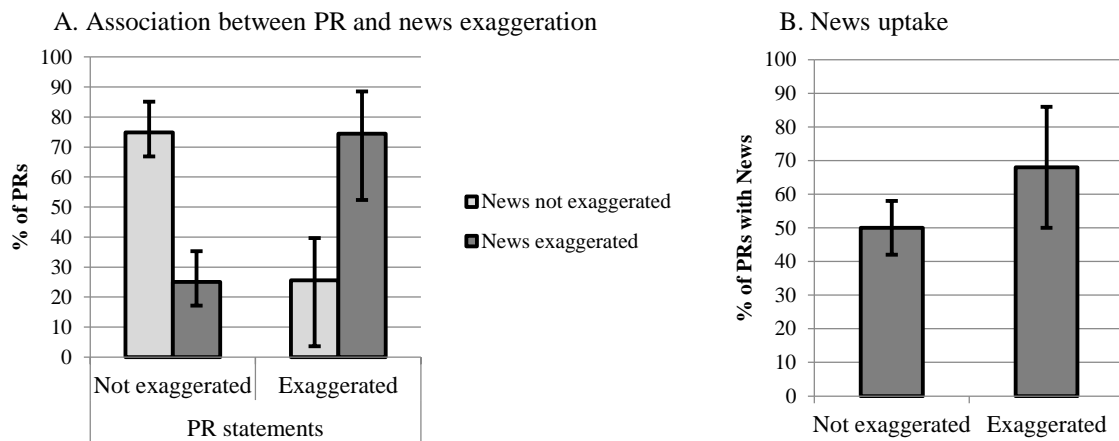 A. Association between PR and news exaggeration
% of PRs
100
90
80
70
60
50
40
30
20
10
0
Not exaggerated
Exaggerated
PR statements
News not exaggerated
News exaggerated
B. News uptake
% of PRs with News
100
90
80
70
60
50
40
30
20
10
0
Not exaggerated
Exaggerated